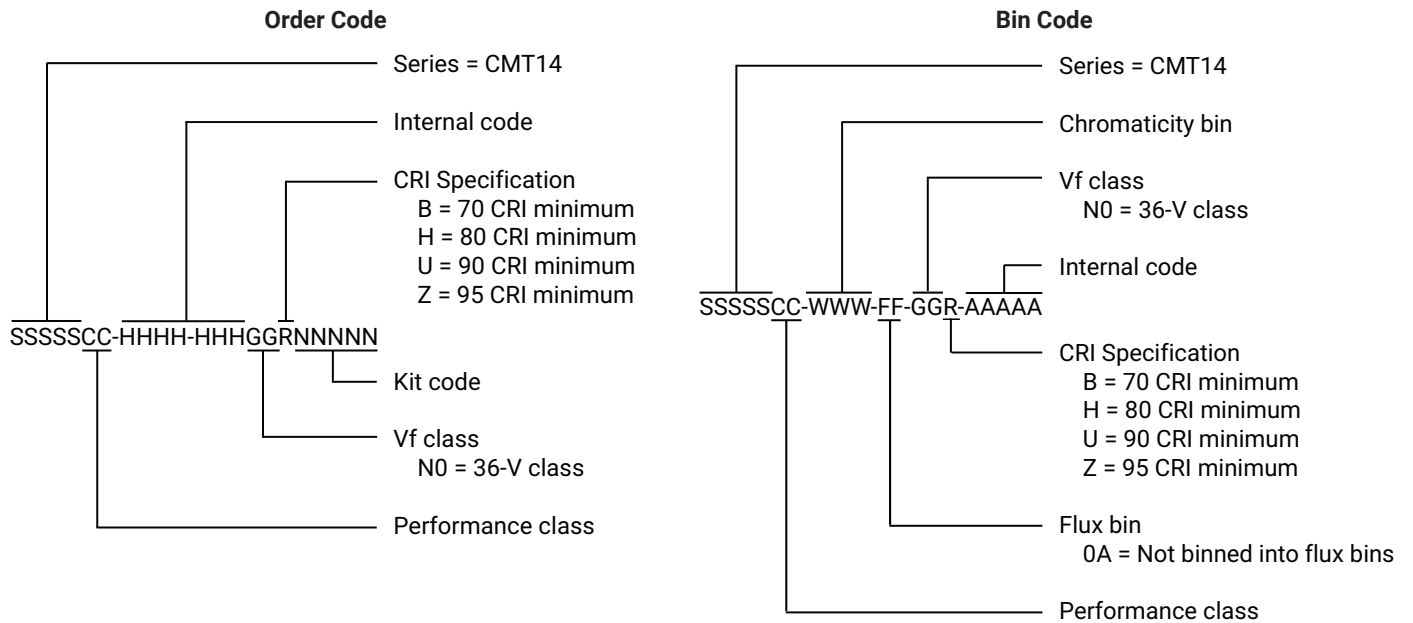 Order Code
Series = CMT14
Internal code
CRI Specification
B = 70 CRI minimum
H = 80 CRI minimum
U = 90 CRI minimum
Z = 95 CRI minimum
SSSSSCC-HHHH-HHHGGRNNNNN
Kit code
Vf class
N0 = 36-V class
Performance class
Bin Code
Series = CMT14
Chromaticity bin
Vf class
N0 = 36-V class
Internal code
SSSSSCC-WWW-FF-GGR-AAAAA
CRI Specification
B = 70 CRI minimum
H = 80 CRI minimum
U = 90 CRI minimum
Z = 95 CRI minimum
Flux bin
0A = Not binned into flux bins
Performance class